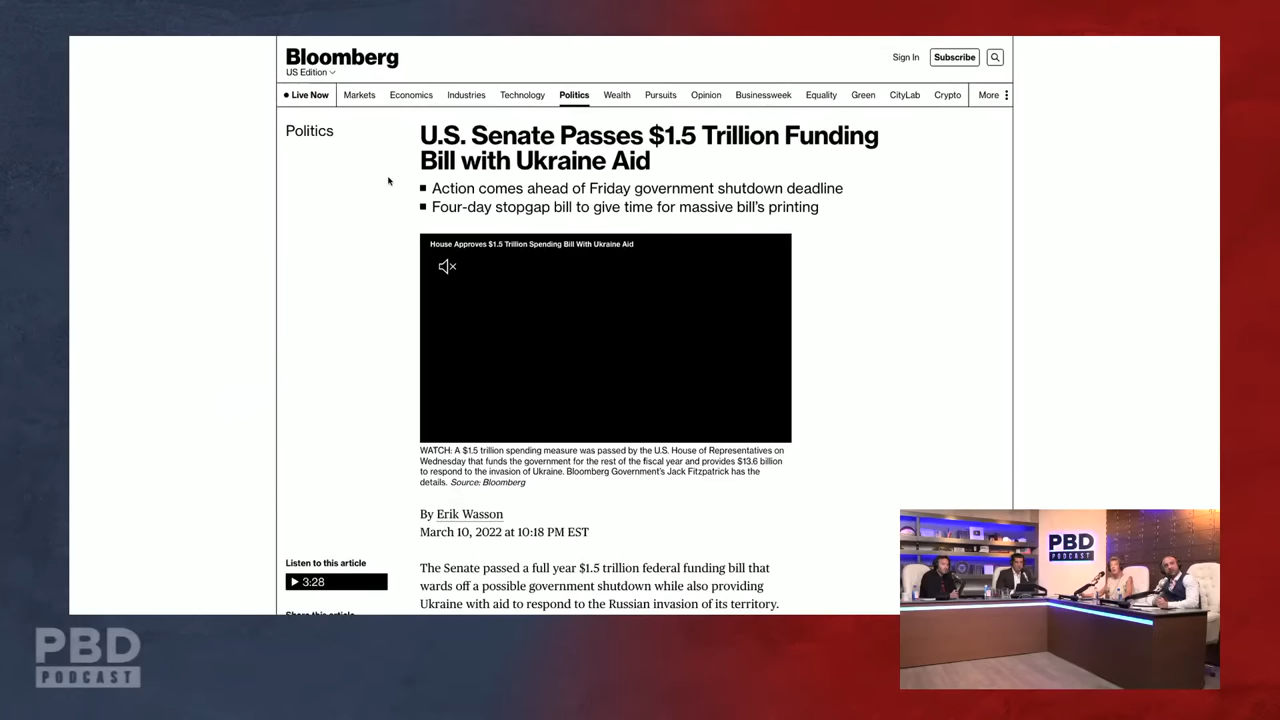 Bloomberg
US Edition
Sign In
Subscribe
Live Now
Markets
Economics
Industries
Technology
Politics
Wealth
Pursuits
Opinion
Businessweek
Equality
Green
CityLab
Crypto
More
Politics
U.S. Senate Passes $1.5 Trillion Funding
Bill with Ukraine Aid
Action comes ahead of Friday government shutdown deadline
Four-day stopgap bill to give time for massive bill's printing
House Approves $1.5 Trillion Spending Bill With Ukraine Aid
WATCH: A $1.5 trillion spending measure was passed by the U.S. House of Representatives on
Wednesday that funds the government for the rest of the fiscal year and provides $13.6 billion
to respond to the invasion of Ukraine. Bloomberg Government's Jack Fitzpatrick has the
details. Source: Bloomberg
By Erik Wasson
March 10, 2022 at 10:18 PM EST
Listen to this article
3:28
Share this article
The Senate passed a full year $1.5 trillion federal funding bill that
wards off a possible government shutdown while also providing
Ukraine with aid to respond to the Russian invasion of its territory.
PBD
PODCAST
PBD
PODCAST